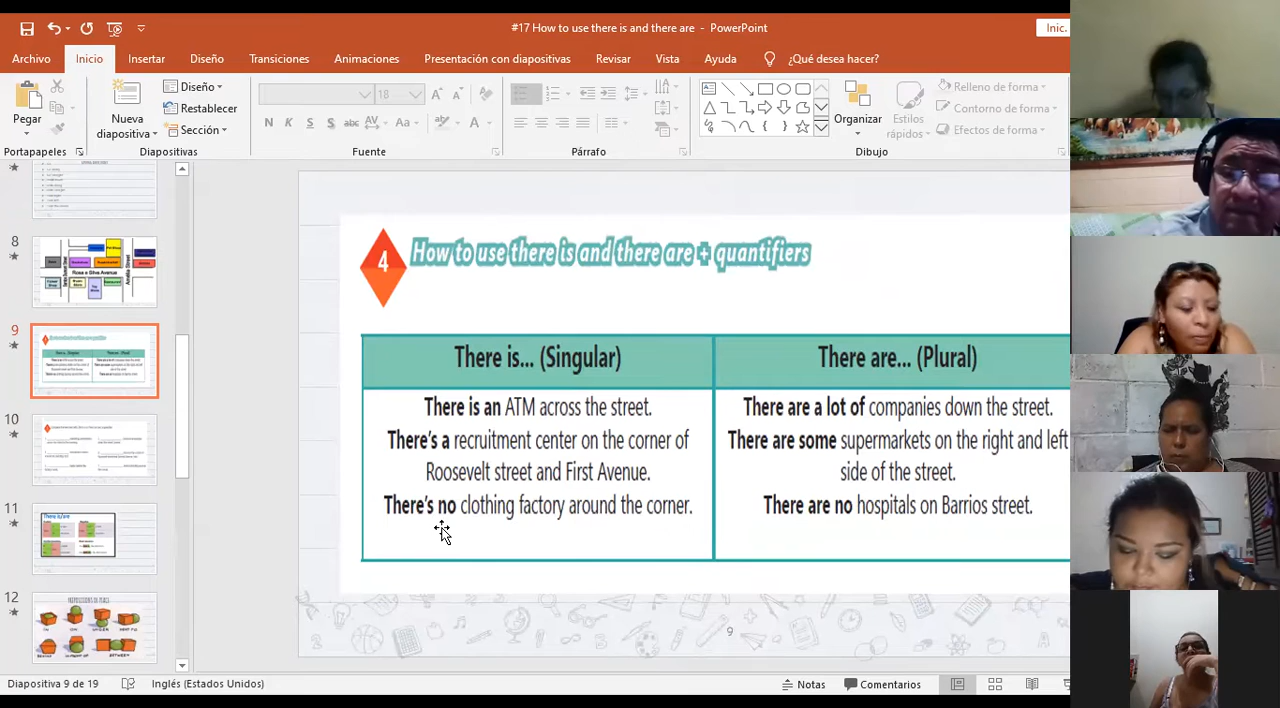 #17 How to use there is and there are - PowerPoint
Inic.
Archivo Inicio Insertar Diseño Transiciones Animaciones Presentación con diapositivas Revisar Vista Ayuda ¿Qué desea hacer?
Pegar
Nueva
diapositiva
Diseño
Restablecer
Sección
18
N K S S abc AV Aa A
Organizar
Estilos
rápidos
Relleno de forma
Contorno de forma
Efectos de forma
Portapapeles Diapositivas Fuente Párrafo Dibujo
8
Rosa a Silva Avenue
9
10
11
There is/are
12
PREPOSITIONS OF PLACE
4
How to use there is and there are + quantifiers
There is... (Singular)
There is an ATM across the street.
There's a recruitment center on the corner of
Roosevelt street and First Avenue.
There's no clothing factory around the corner.
There are... (Plural)
There are a lot of companies down the street.
There are some supermarkets on the right and left
side of the street.
There are no hospitals on Barrios street.
9
Diapositiva 9 de 19 Inglés (Estados Unidos) Notas Comentarios